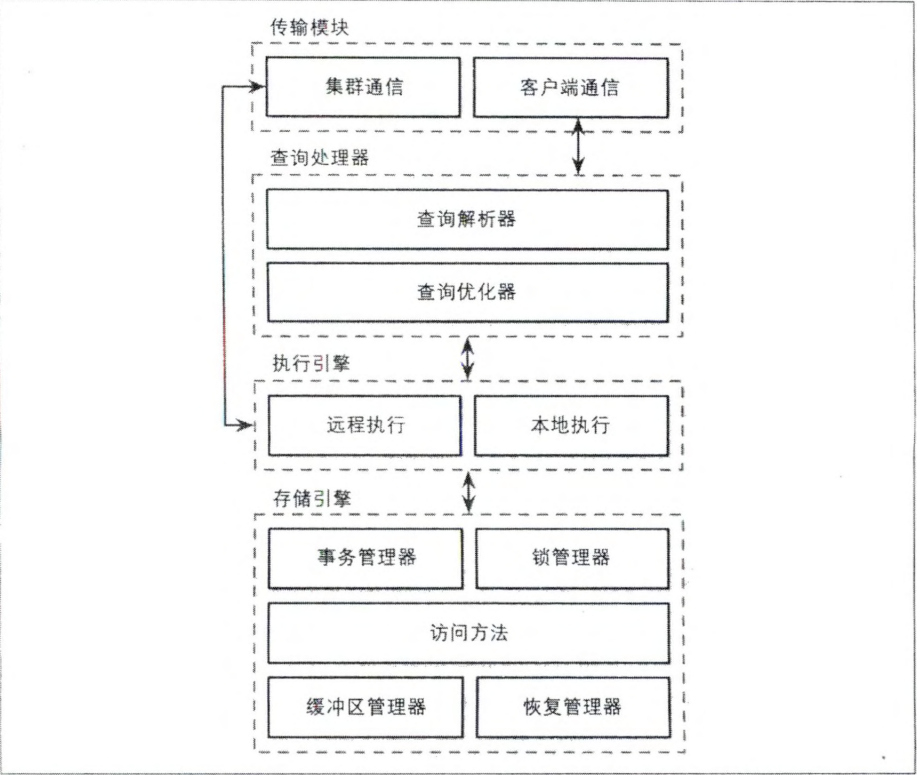 传输模块
集群通信 客户端通信
查询处理器
查询解析器
查询优化器
执行引擎
远程执行 本地执行
存储引擎
事务管理器 锁管理器
访问方法
缓冲区管理器 恢复管理器